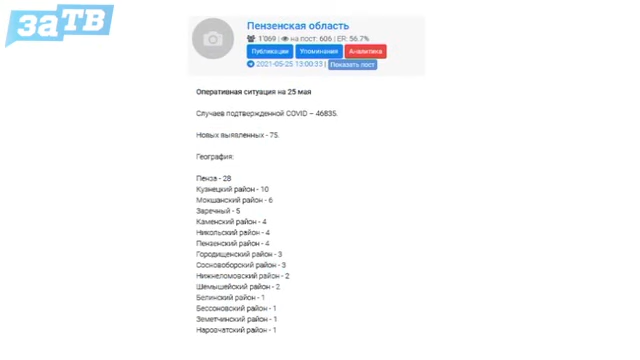 заТВ
Пензенская область
1'069 | на пост: 606 | ER: 56.7%
Публикации Упоминания Аналитика
2021-05-25 13:00:33 | Показать пост
Оперативная ситуация на 25 мая
Случаев подтвержденной COVID – 46835.
Новых выявленных - 75.
География:
Пенза - 28
Кузнецкий район - 10
Мокшанский район - 6
Заречный - 5
Каменский район - 4
Никольский район - 4
Пензенский район - 4
Городищенский район - 3
Сосновоборский район - 3
Нижнеломовский район - 2
Шемышейский район - 2
Белинский район - 1
Бессоновский район - 1
Земетчинский район - 1
Наровчатский район - 1